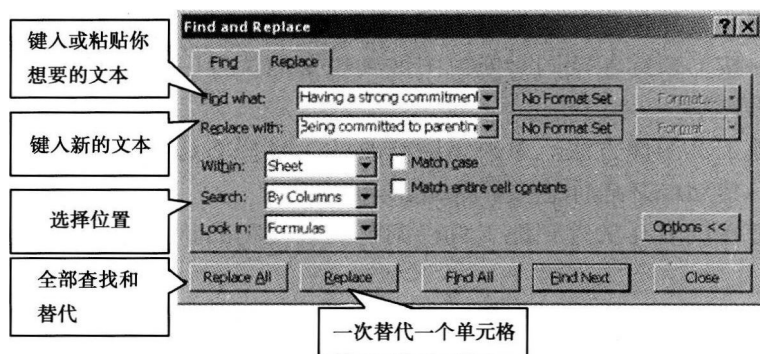 Find and Replace
键入或粘贴你
想要的文本
Find Replace
Find what: Having a strong commitment No Format Set Format...
键入新的文本
Replace with: Being committed to parenting No Format Set Format...
Within: Sheet Match case
Match entire cell contents
选择位置
Search: By Columns
Look in: Formulas Options <<
全部查找和
替代
Replace All Replace Find All Find Next Close
一次替代一个单元格